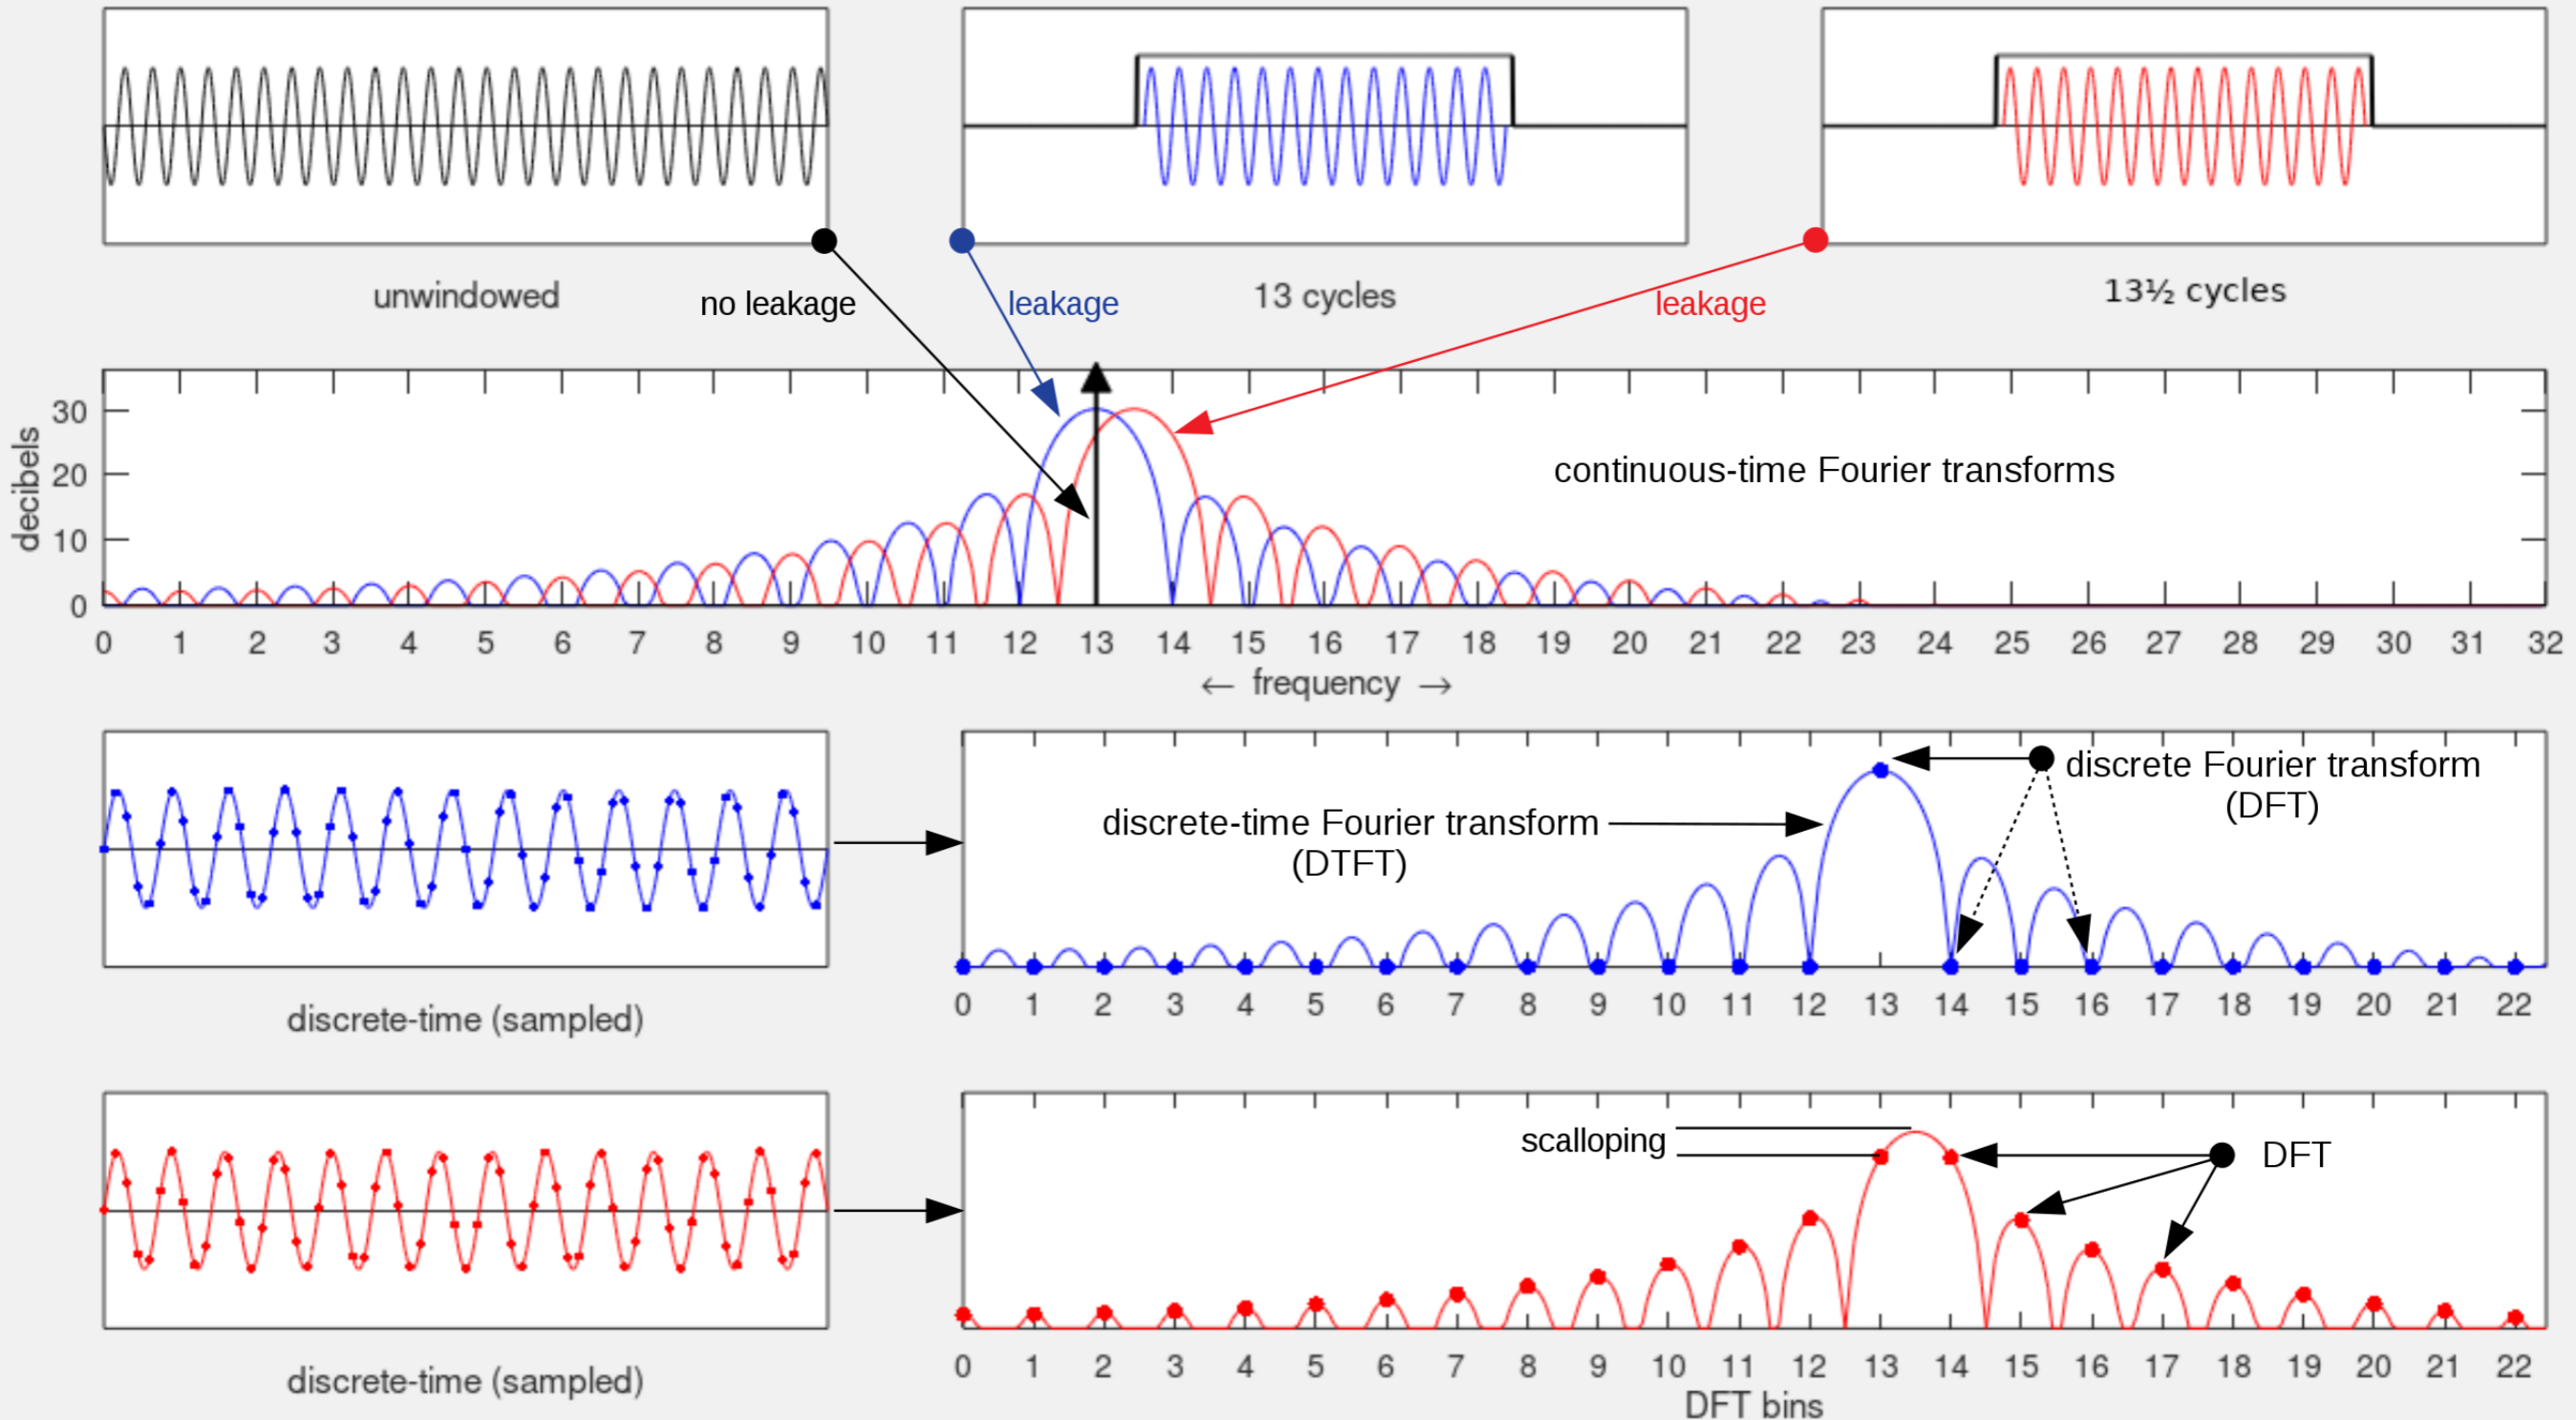 unwindowed
13 cycles
13½ cycles
no leakage
leakage
leakage
decibels
30
20
10
0
continuous-time Fourier transforms
0 1 2 3 4 5 6 7 8 9 10 11 12 13 14 15 16 17 18 19 20 21 22 23 24 25 26 27 28 29 30 31 32
← frequency →
discrete-time (sampled)
discrete-time Fourier transform
(DTFT)
discrete Fourier transform
(DFT)
0 1 2 3 4 5 6 7 8 9 10 11 12 13 14 15 16 17 18 19 20 21 22
discrete-time (sampled)
scalloping
DFT
0 1 2 3 4 5 6 7 8 9 10 11 12 13 14 15 16 17 18 19 20 21 22
DFT bins